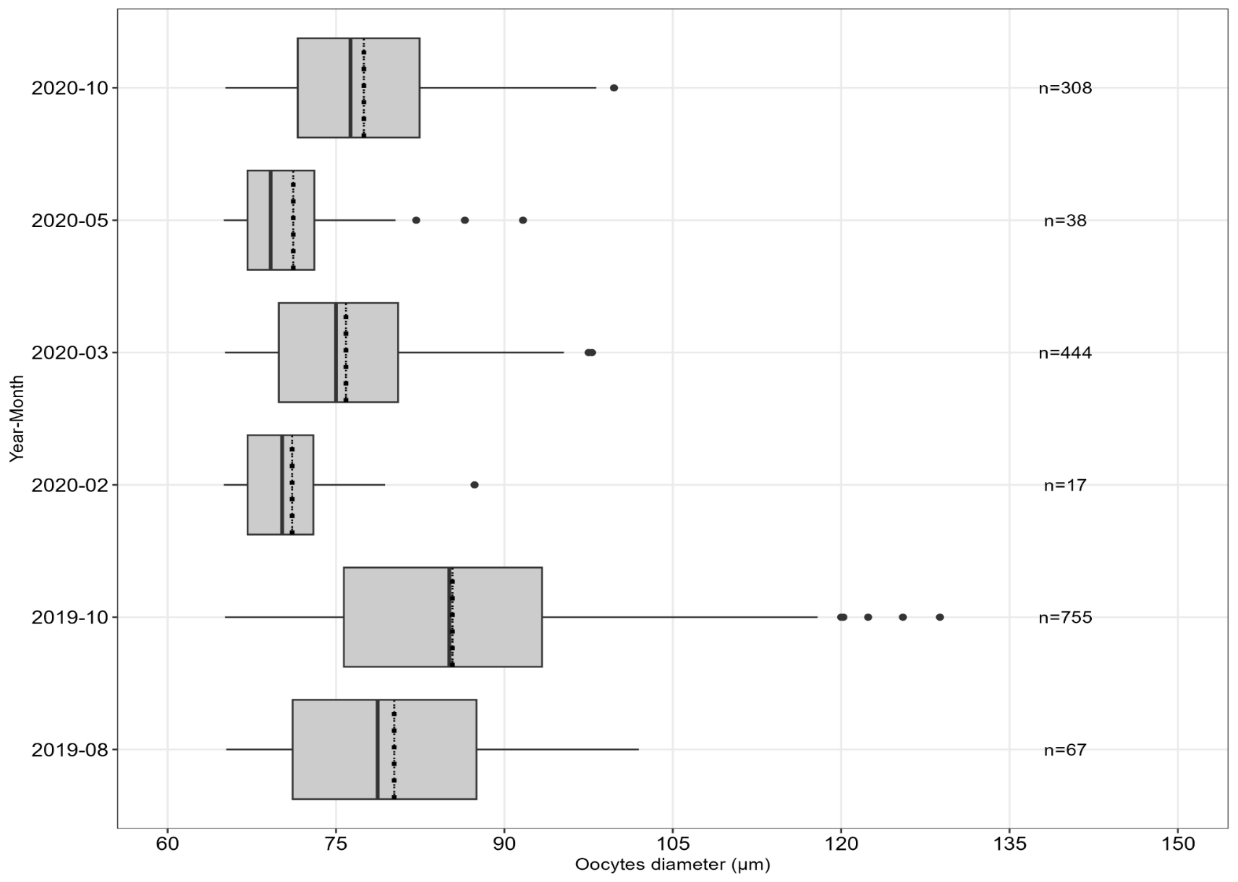 2020-10
n=308
2020-05
n=38
2020-03
n=444
Year-Month
2020-02
n=17
2019-10
n=755
2019-08
n=67
60 75 90 105 120 135 150
Oocytes diameter (µm)